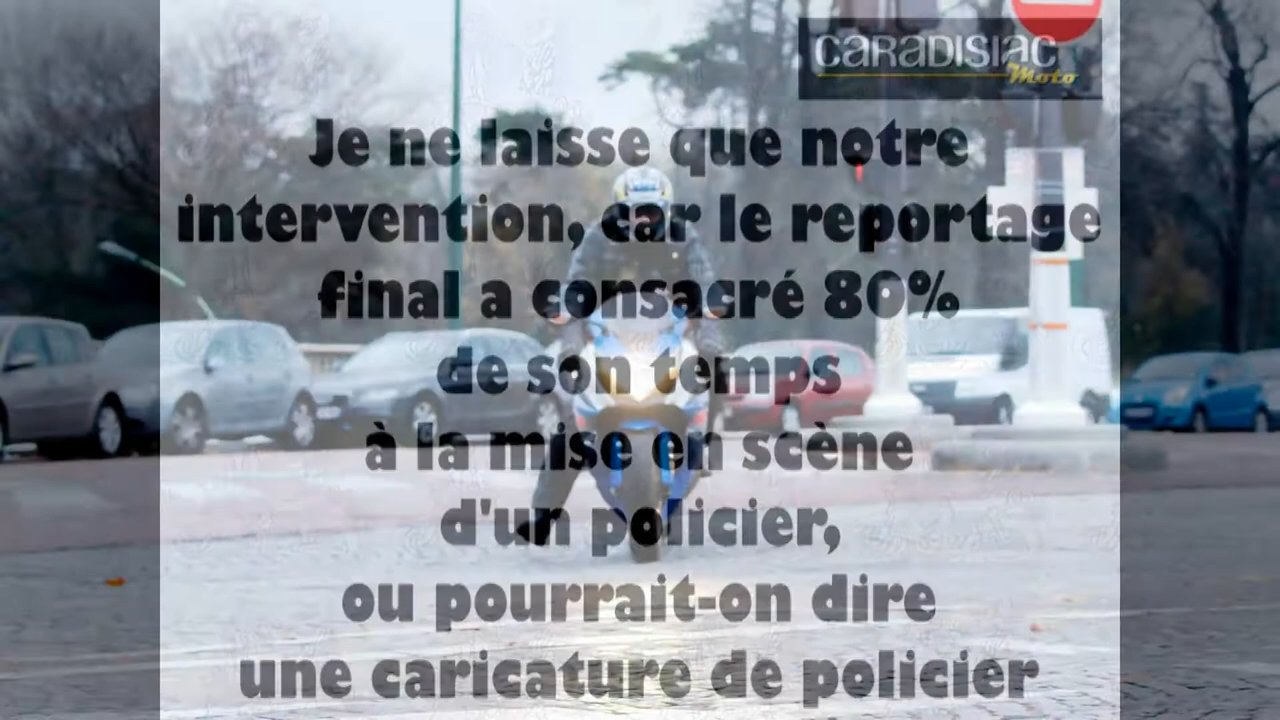 CARADISIAC
Moto
Je ne laisse que notre
intervention, car le reportage
final a consacré 80%
de son temps
à la mise en scène
d'un policier,
ou pourrait-on dire
une caricature de policier